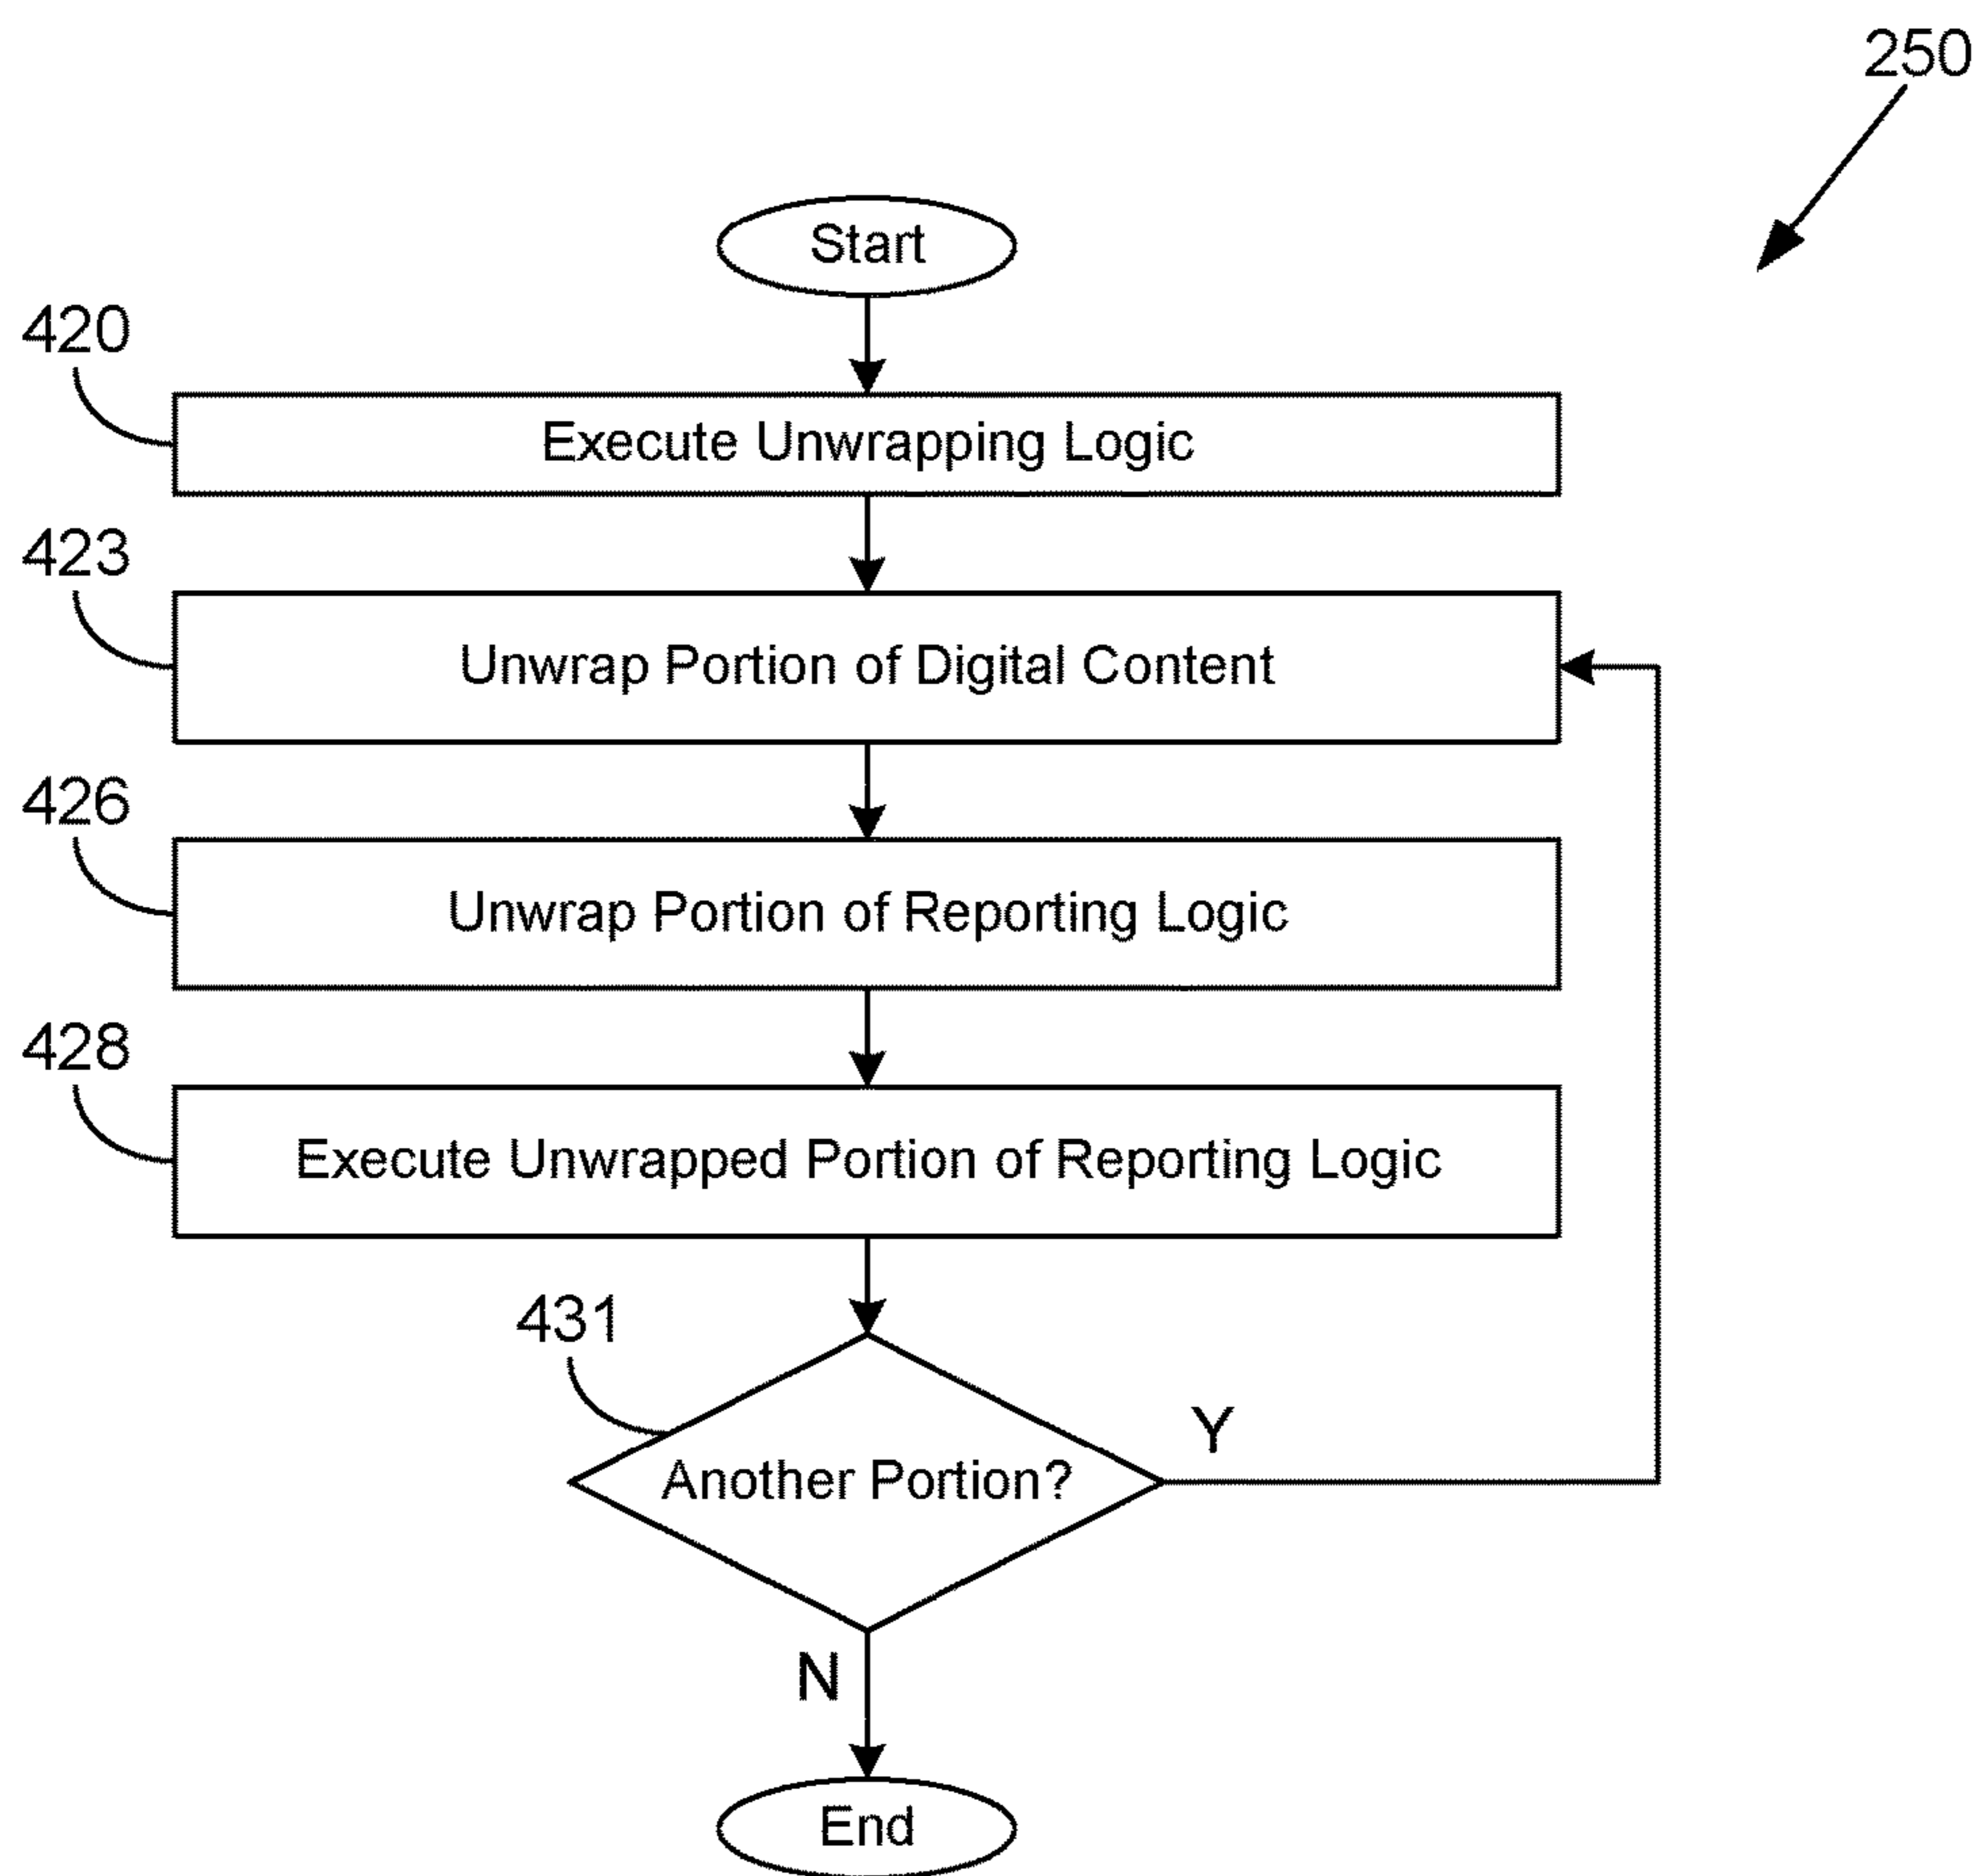 250
Start
420
Execute Unwrapping Logic
423
Unwrap Portion of Digital Content
426
Unwrap Portion of Reporting Logic
428
Execute Unwrapped Portion of Reporting Logic
431
Y
Another Portion?
N
End